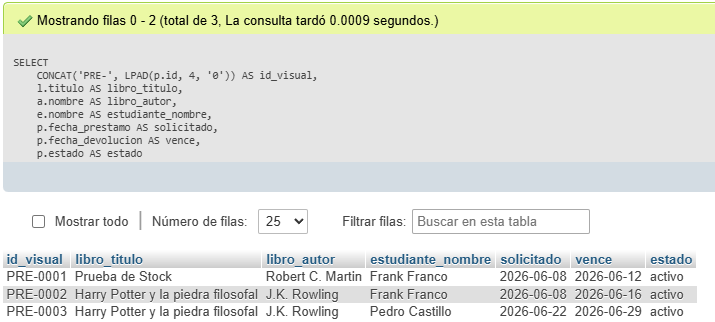 Mostrando filas 0 - 2 (total de 3, La consulta tardó 0.0009 segundos.)
SELECT
CONCAT('PRE-', LPAD(p.id, 4, '0')) AS id_visual,
l.titulo AS libro_titulo,
a.nombre AS libro_autor,
e.nombre AS estudiante_nombre,
p.fecha_prestamo AS solicitado,
p.fecha_devolucion AS vence,
p.estado AS estado
Mostrar todo | Número de filas: 25 Filtrar filas: Buscar en esta tabla
id_visual libro_titulo libro_autor estudiante_nombre solicitado vence estado
PRE-0001 Prueba de Stock Robert C. Martin Frank Franco 2026-06-08 2026-06-12 activo
PRE-0002 Harry Potter y la piedra filosofal J.K. Rowling Frank Franco 2026-06-08 2026-06-16 activo
PRE-0003 Harry Potter y la piedra filosofal J.K. Rowling Pedro Castillo 2026-06-22 2026-06-29 activo